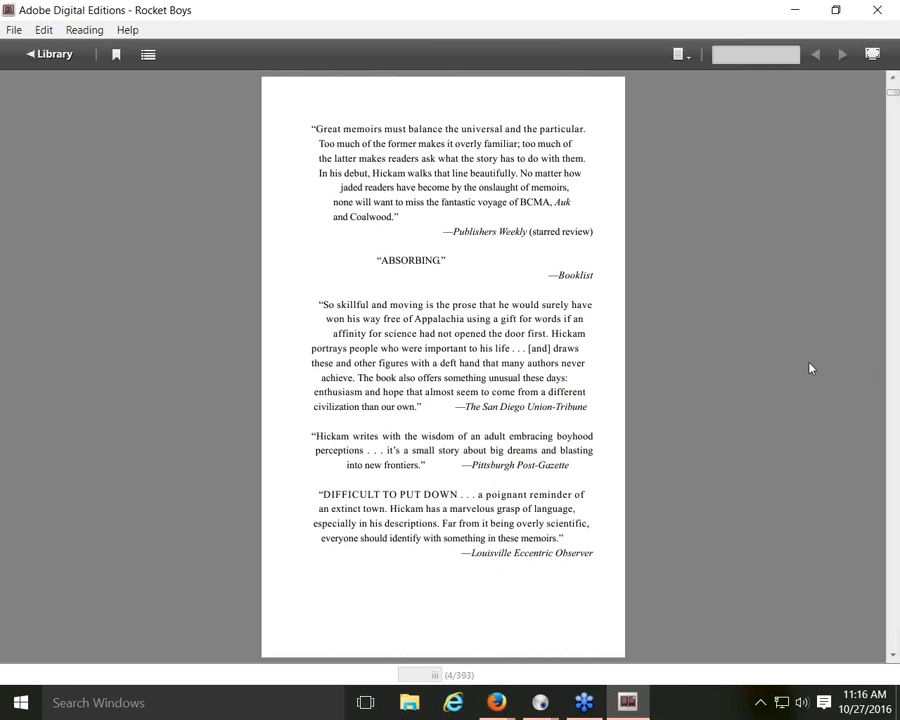 Adobe Digital Editions - Rocket Boys
File Edit Reading Help
Library
“Great memoirs must balance the universal and the particular.
Too much of the former makes it overly familiar; too much of
the latter makes readers ask what the story has to do with them.
In his debut, Hickam walks that line beautifully. No matter how
jaded readers have become by the onslaught of memoirs,
none will want to miss the fantastic voyage of BCMA, Auk
and Coalwood.”
—Publishers Weekly (starred review)
“ABSORBING.”
—Booklist
“So skillful and moving is the prose that he would surely have
won his way free of Appalachia using a gift for words if an
affinity for science had not opened the door first. Hickam
portrays people who were important to his life . . . [and] draws
these and other figures with a deft hand that many authors never
achieve. The book also offers something unusual these days:
enthusiasm and hope that almost seem to come from a different
civilization than our own.” —The San Diego Union-Tribune
“Hickam writes with the wisdom of an adult embracing boyhood
perceptions . . . it’s a small story about big dreams and blasting
into new frontiers.” —Pittsburgh Post-Gazette
“DIFFICULT TO PUT DOWN . . . a poignant reminder of
an extinct town. Hickam has a marvelous grasp of language,
especially in his descriptions. Far from it being overly scientific,
everyone should identify with something in these memoirs.”
—Louisville Eccentric Observer
iii (4/393)
Search Windows
11:16 AM
10/27/2016